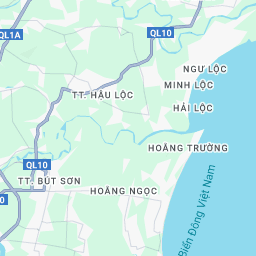 QL10
QL1A
NGƯ LỘC
MINH LỘC
TT. HẬU LỘC
HẢI LỘC
HOẰNG TRƯỜNG
QL10
TT. BÚT SƠN
HOẰNG NGỌC
Biển Đông Việt Nam